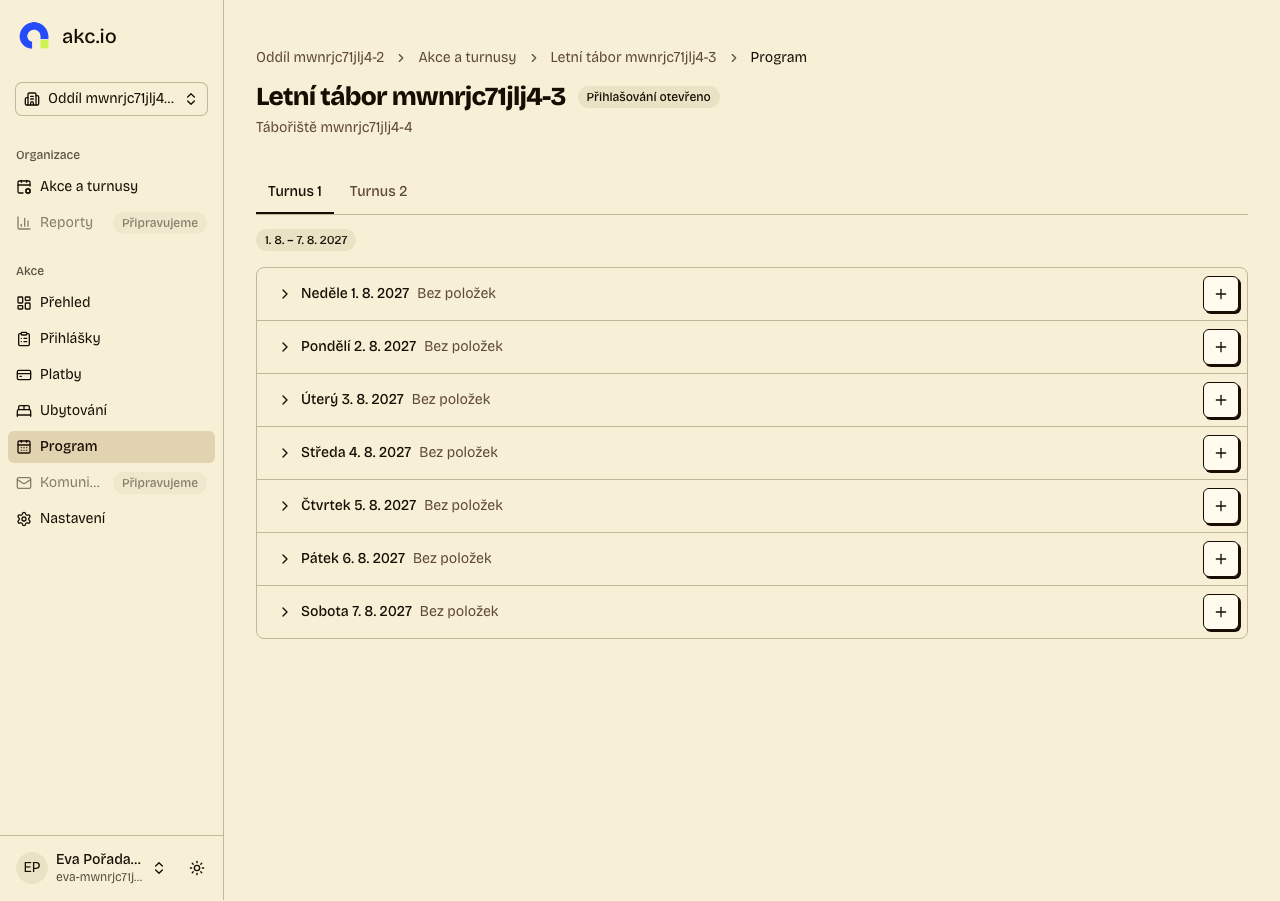 akc.io
Oddíl mwnrjc71jlj4...
Organizace
Akce a turnusy
Reporty Připravujeme
Akce
Přehled
Přihlášky
Platby
Ubytování
Program
Komuni... Připravujeme
Nastavení
EP
Eva Pořada...
eva-mwnrjc71j...
Oddíl mwnrjc71jlj4-2 Akce a turnusy Letní tábor mwnrjc71jlj4-3 Program
Letní tábor mwnrjc71jlj4-3 Přihlašování otevřeno
Tábořiště mwnrjc71jlj4-4
Turnus 1 Turnus 2
1. 8. – 7. 8. 2027
Neděle 1. 8. 2027 Bez položek
Pondělí 2. 8. 2027 Bez položek
Úterý 3. 8. 2027 Bez položek
Středa 4. 8. 2027 Bez položek
Čtvrtek 5. 8. 2027 Bez položek
Pátek 6. 8. 2027 Bez položek
Sobota 7. 8. 2027 Bez položek